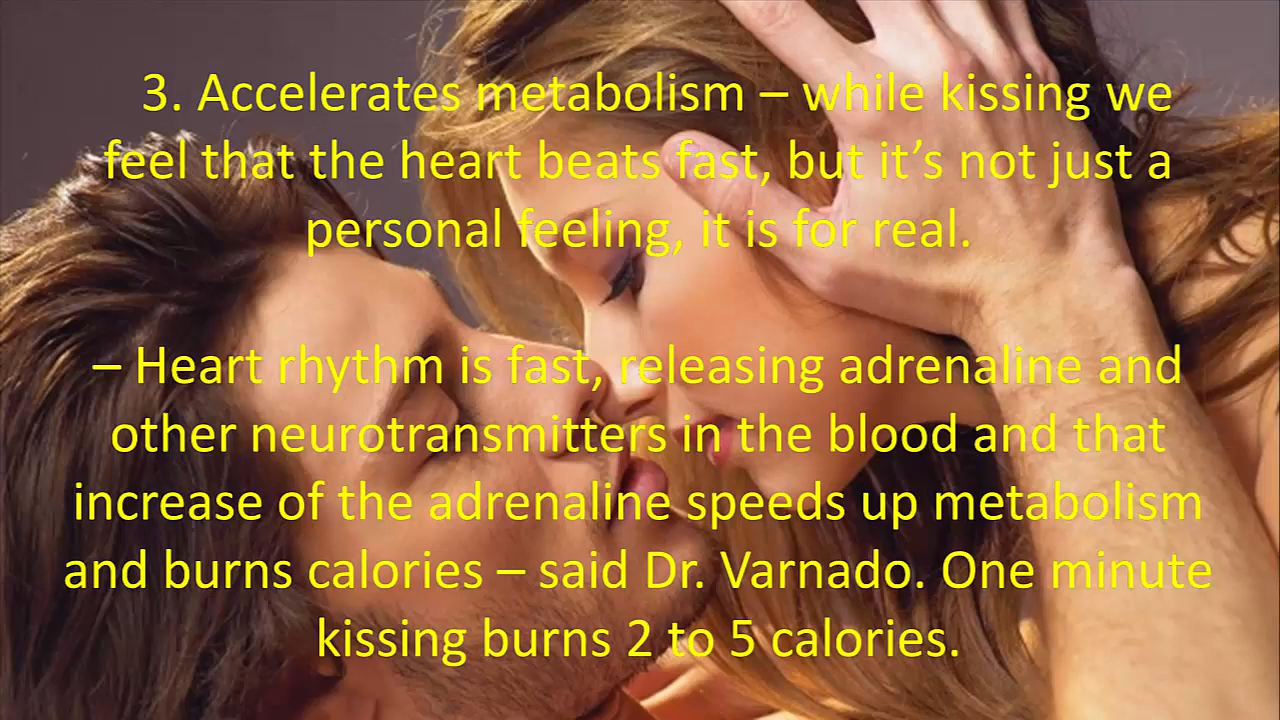 3. Accelerates metabolism – while kissing we
feel that the heart beats fast, but it’s not just a
personal feeling, it is for real.
– Heart rhythm is fast, releasing adrenaline and
other neurotransmitters in the blood and that
increase of the adrenaline speeds up metabolism
and burns calories – said Dr. Varnado. One minute
kissing burns 2 to 5 calories.